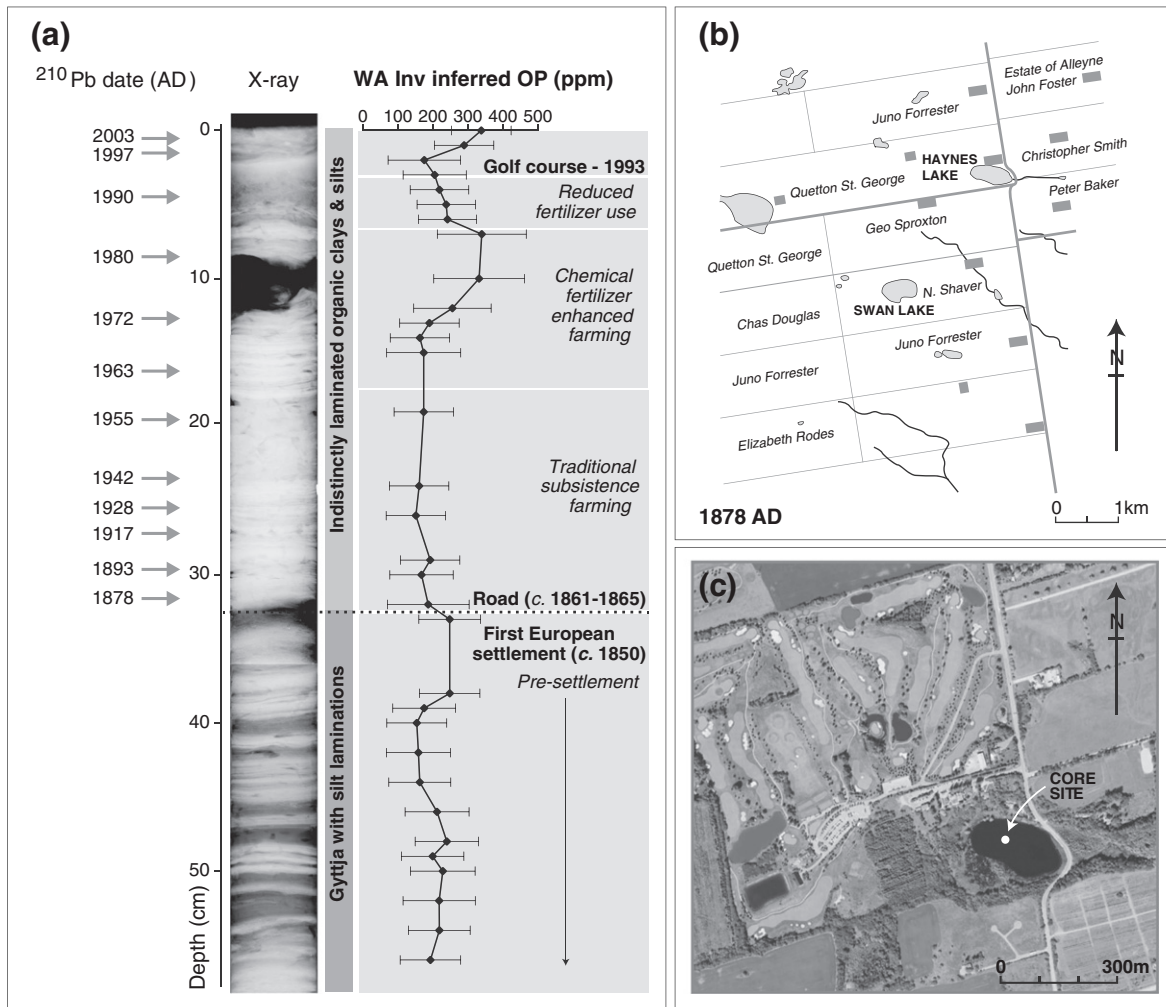 (a)
210Pb date (AD)
X-ray
WA Inv inferred OP (ppm)
0 100 200 300 400 500
0
2003
1997
1990
1980
10
1972
1963
1955
20
1942
1928
1917
1893
30
1878
40
50
Depth (cm)
Indistinctly laminated organic clays & silts
Gyttja with silt laminations
Golf course - 1993
Reduced
fertilizer use
Chemical
fertilizer
enhanced
farming
Traditional
subsistence
farming
Road (c. 1861-1865)
First European
settlement (c. 1850)
Pre-settlement
(b)
Estate of Alleyne
John Foster
Juno Forrester
Christopher Smith
HAYNES
LAKE
Quetton St. George
Peter Baker
Geo Sproxton
Quetton St. George
N. Shaver
SWAN LAKE
Chas Douglas
Juno Forrester
Juno Forrester
Elizabeth Rodes
N
1878 AD
0 1km
(c)
N
CORE
SITE
0 300m